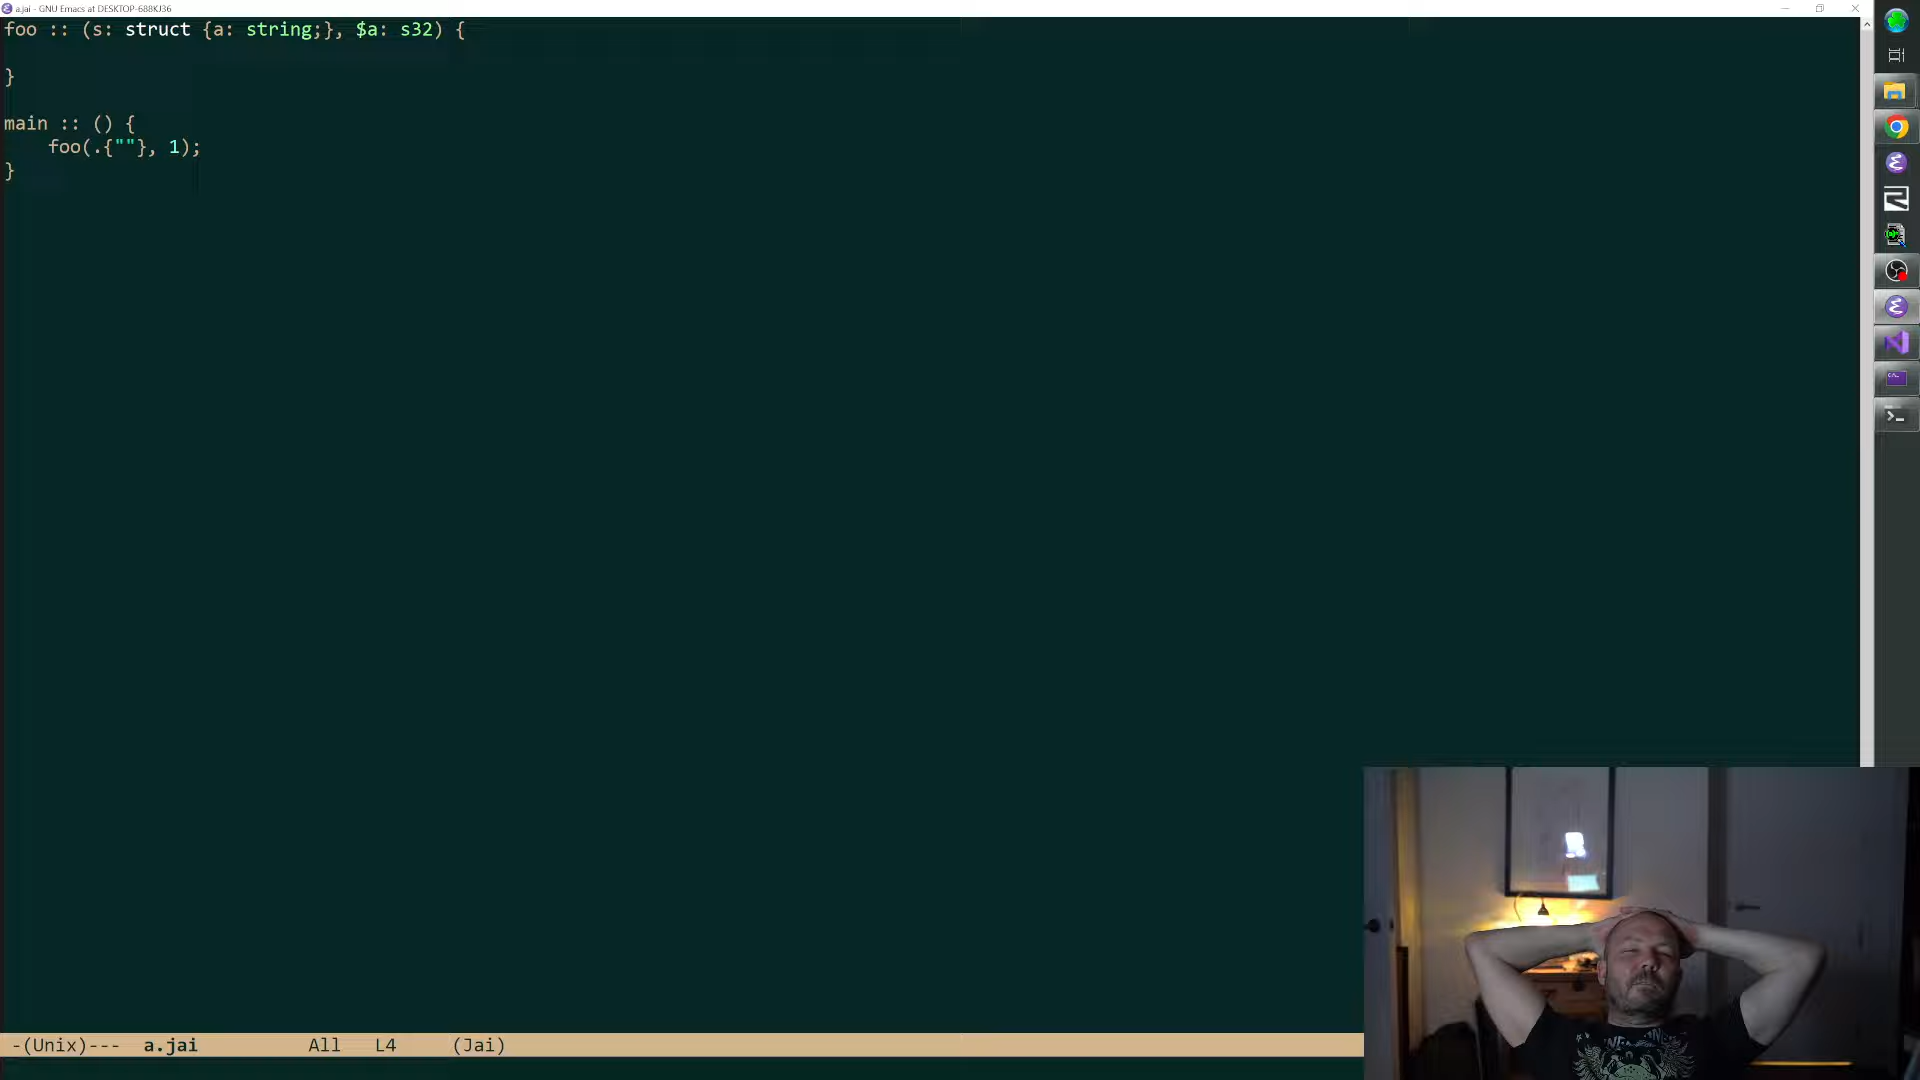 a.jai - GNU Emacs at DESKTOP-688KJ36
foo :: (s: struct {a: string;}, $a: s32) {
}
main :: () {
foo(.{""}, 1);
}
-(Unix)--- a.jai All L4 (Jai)